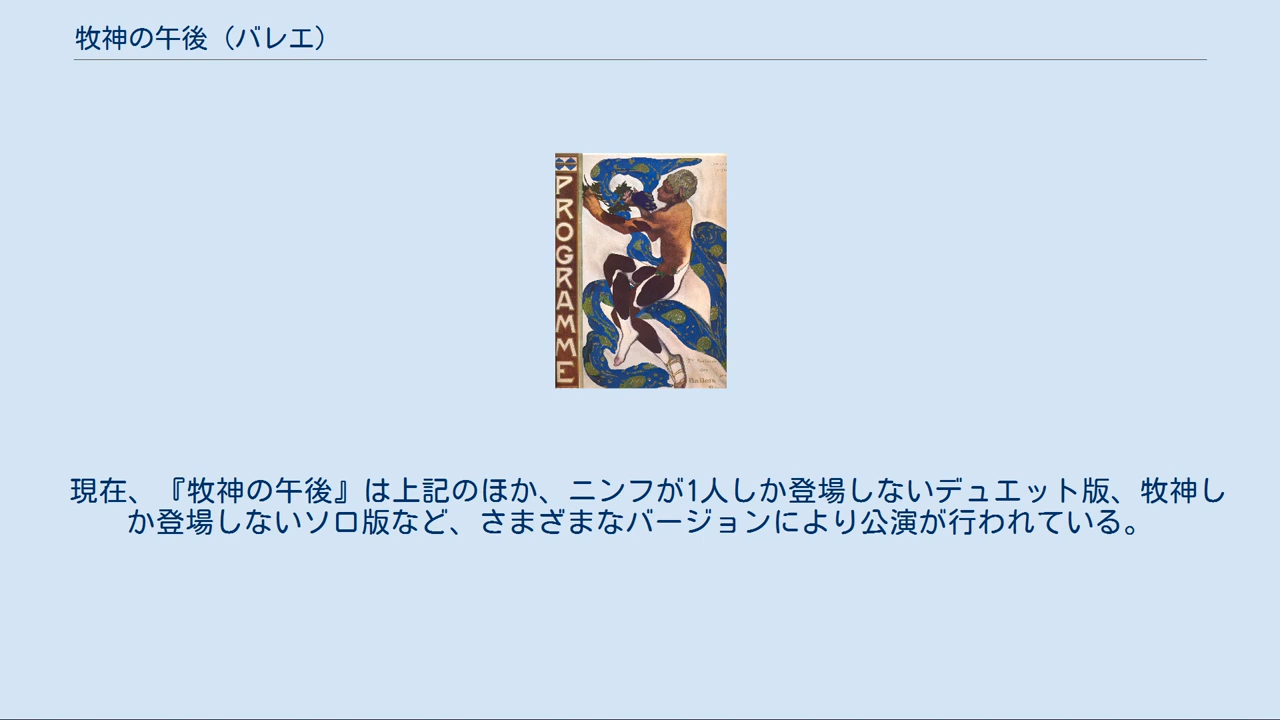 牧神の午後（バレエ）
PROGRAMME
現在、『牧神の午後』は上記のほか、ニンフが1人しか登場しないデュエット版、牧神し
か登場しないソロ版など、さまざまなバージョンにより公演が行われている。